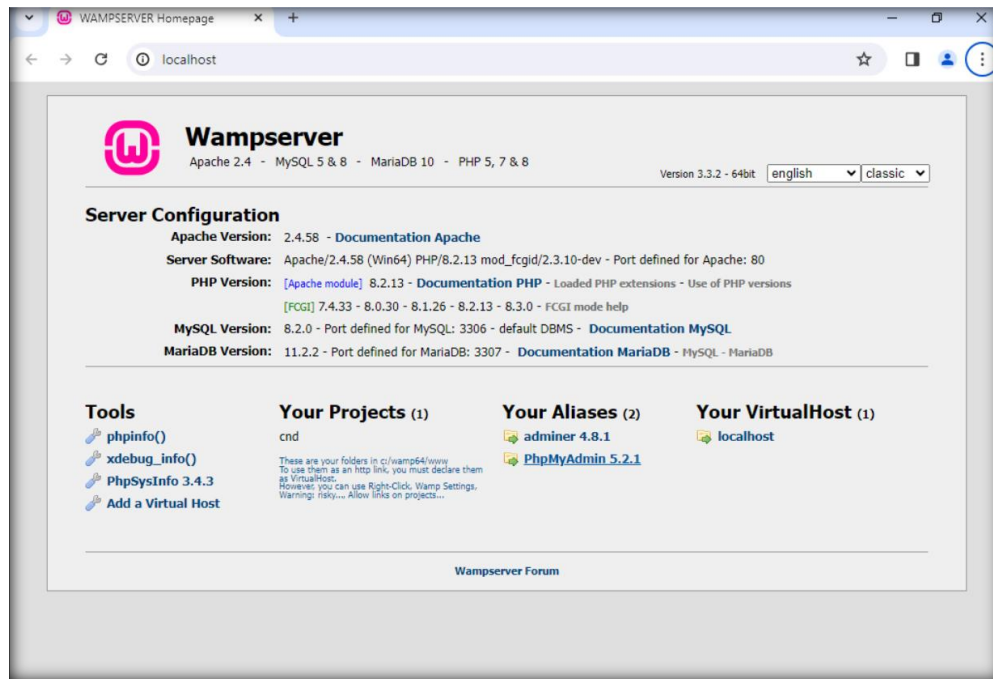 WAMPSERVER Homepage
localhost
Wampserver
Apache 2.4 - MySQL 5 & 8 - MariaDB 10 - PHP 5, 7 & 8
Version 3.3.2 - 64bit english classic
Server Configuration
Apache Version: 2.4.58 - Documentation Apache
Server Software: Apache/2.4.58 (Win64) PHP/8.2.13 mod_fcgid/2.3.10-dev - Port defined for Apache: 80
PHP Version: [Apache module] 8.2.13 - Documentation PHP - Loaded PHP extensions - Use of PHP versions
[FCGI] 7.4.33 - 8.0.30 - 8.1.26 - 8.2.13 - 8.3.0 - FCGI mode help
MySQL Version: 8.2.0 - Port defined for MySQL: 3306 - default DBMS - Documentation MySQL
MariaDB Version: 11.2.2 - Port defined for MariaDB: 3307 - Documentation MariaDB - MySQL - MariaDB
Tools
phpinfo()
xdebug_info()
PhpSysInfo 3.4.3
Add a Virtual Host
Your Projects (1)
cnd
These are your folders in c:/wamp64/www
To use them as an http link, you must declare them
as VirtualHost.
However, you can use Right-Click, Wamp Settings,
Warning: risky..., Allow links on projects...
Your Aliases (2)
adminer 4.8.1
PhpMyAdmin 5.2.1
Your VirtualHost (1)
localhost
Wampserver Forum